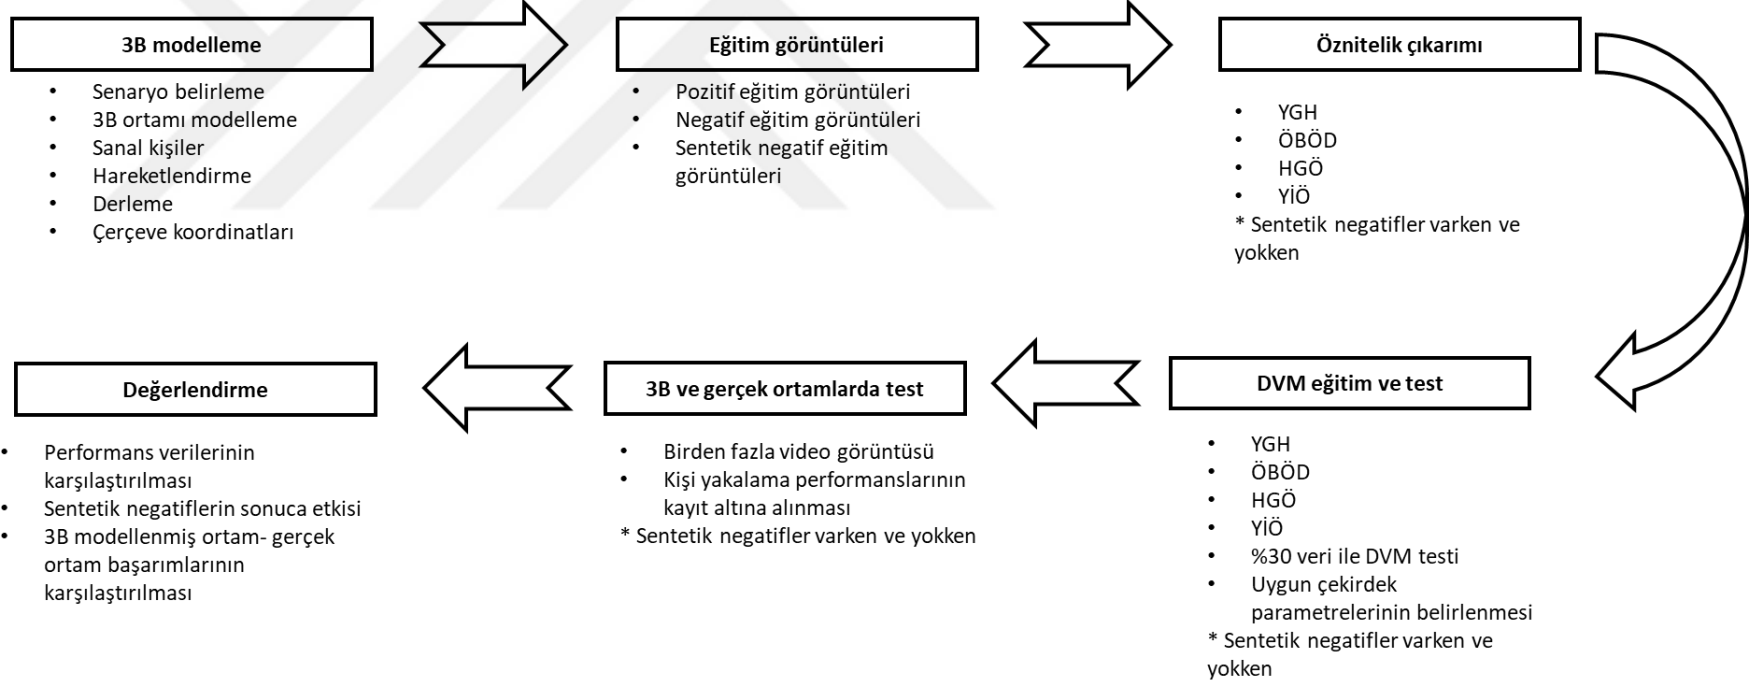 3B modelleme
• Senaryo belirleme
• 3B ortamı modelleme
• Sanal kişiler
• Hareketlendirme
• Derleme
• Çerçeve koordinatları
Eğitim görüntüleri
• Pozitif eğitim görüntüleri
• Negatif eğitim görüntüleri
• Sentetik negatif eğitim
görüntüleri
Öznitelik çıkarımı
• YGH
• ÖBÖD
• HGÖ
• YİÖ
* Sentetik negatifler varken ve
yokken
DVM eğitim ve test
• YGH
• ÖBÖD
• HGÖ
• YİÖ
• %30 veri ile DVM testi
• Uygun çekirdek
parametrelerinin belirlenmesi
* Sentetik negatifler varken ve
yokken
3B ve gerçek ortamlarda test
• Birden fazla video görüntüsü
• Kişi yakalama performanslarının
kayıt altına alınması
* Sentetik negatifler varken ve yokken
Değerlendirme
• Performans verilerinin
karşılaştırılması
• Sentetik negatiflerin sonuca etkisi
• 3B modellenmiş ortam- gerçek
ortam başarımlarının
karşılaştırılması